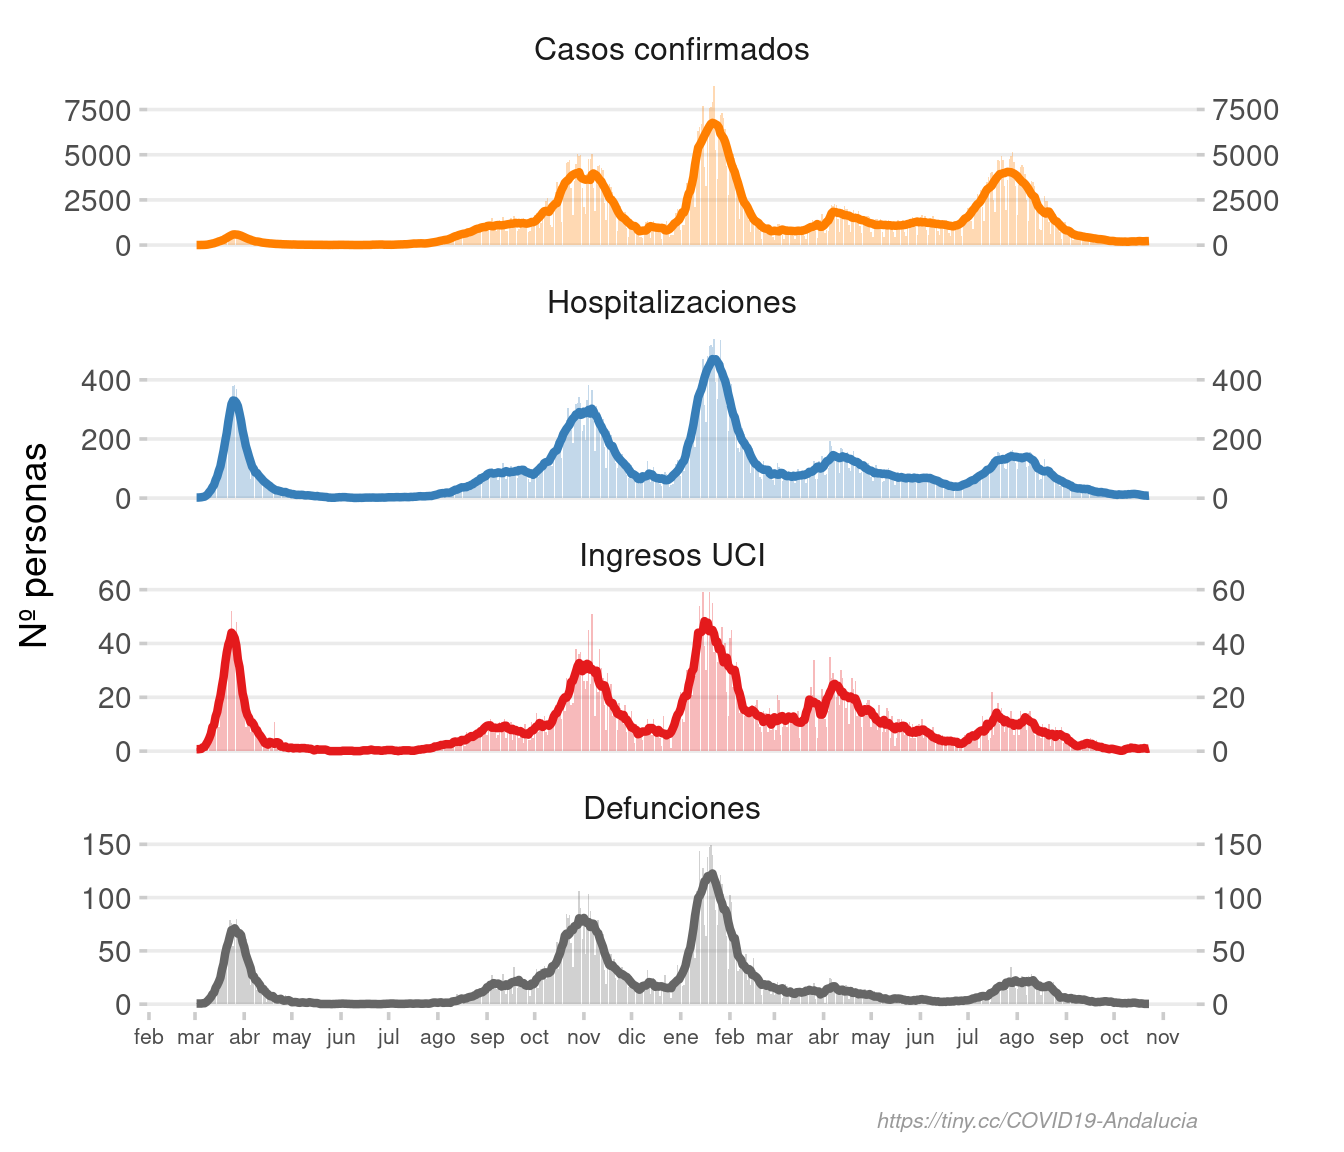 Casos confirmados
7500 7500
5000 5000
2500 2500
0 0
Hospitalizaciones
400 400
200 200
0 0
Nº personas
Ingresos UCI
60 60
40 40
20 20
0 0
Defunciones
150 150
100 100
50 50
0 0
feb mar abr may jun jul ago sep oct nov dic ene feb mar abr may jun jul ago sep oct nov
https://tiny.cc/COVID19-Andalucia